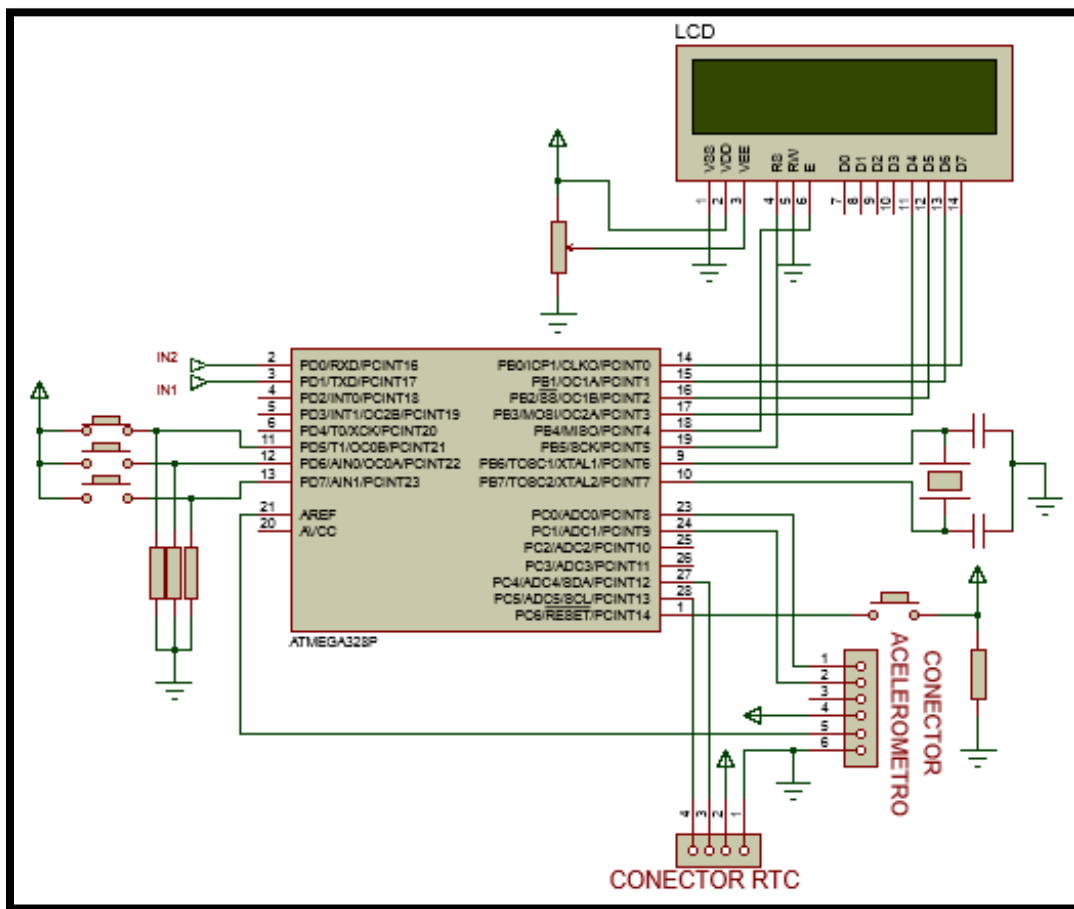 LCD
VSS
VDD
VEE
RS
RW
E
D0
D1
D2
D3
D4
D5
D6
D7
1
2
3
4
5
6
7
8
9
10
11
12
13
14
IN2
IN1
2 PD0/RXD/PCINT16
3 PD1/TXD/PCINT17
4 PD2/INT0/PCINT18
5 PD3/INT1/OC2B/PCINT19
6 PD4/T0/XCK/PCINT20
11 PD5/T1/OC0B/PCINT21
12 PD6/AIN0/OC0A/PCINT22
13 PD7/AIN1/PCINT23
21 AREF
20 AVCC
PB0/ICP1/CLKO/PCINT0 14
PB1/OC1A/PCINT1 15
PB2/SS/OC1B/PCINT2 16
PB3/MOSI/OC2A/PCINT3 17
PB4/MISO/PCINT4 18
PB5/SCK/PCINT5 19
PB6/TOSC1/XTAL1/PCINT6 9
PB7/TOSC2/XTAL2/PCINT7 10
PC0/ADC0/PCINT8 23
PC1/ADC1/PCINT9 24
PC2/ADC2/PCINT10 25
PC3/ADC3/PCINT11 26
PC4/ADC4/SDA/PCINT12 27
PC5/ADC5/SCL/PCINT13 28
PC6/RESET/PCINT14 1
ATMEGA328P
1
2
3
4
5
6
CONECTOR
ACELEROMETRO
4
3
2
1
CONECTOR RTC